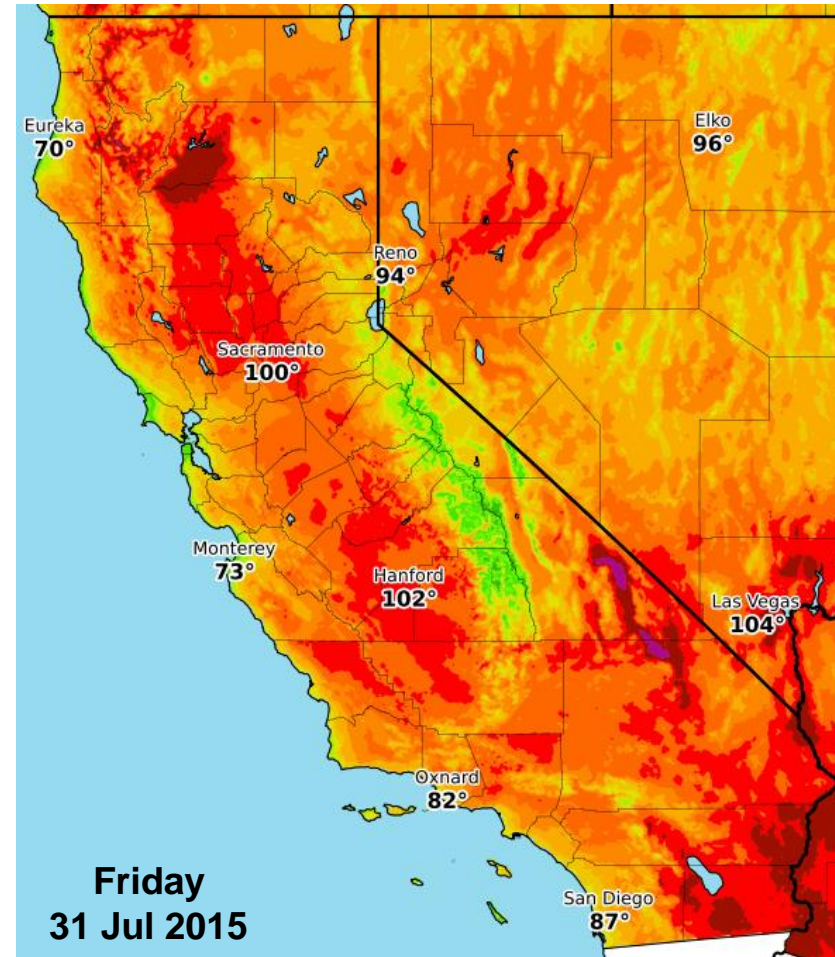 Eureka
70°
Elko
96°
Reno
94°
Sacramento
100°
Monterey
73°
Hanford
102°
Las Vegas
104°
Oxnard
82°
San Diego
87°
Friday
31 Jul 2015